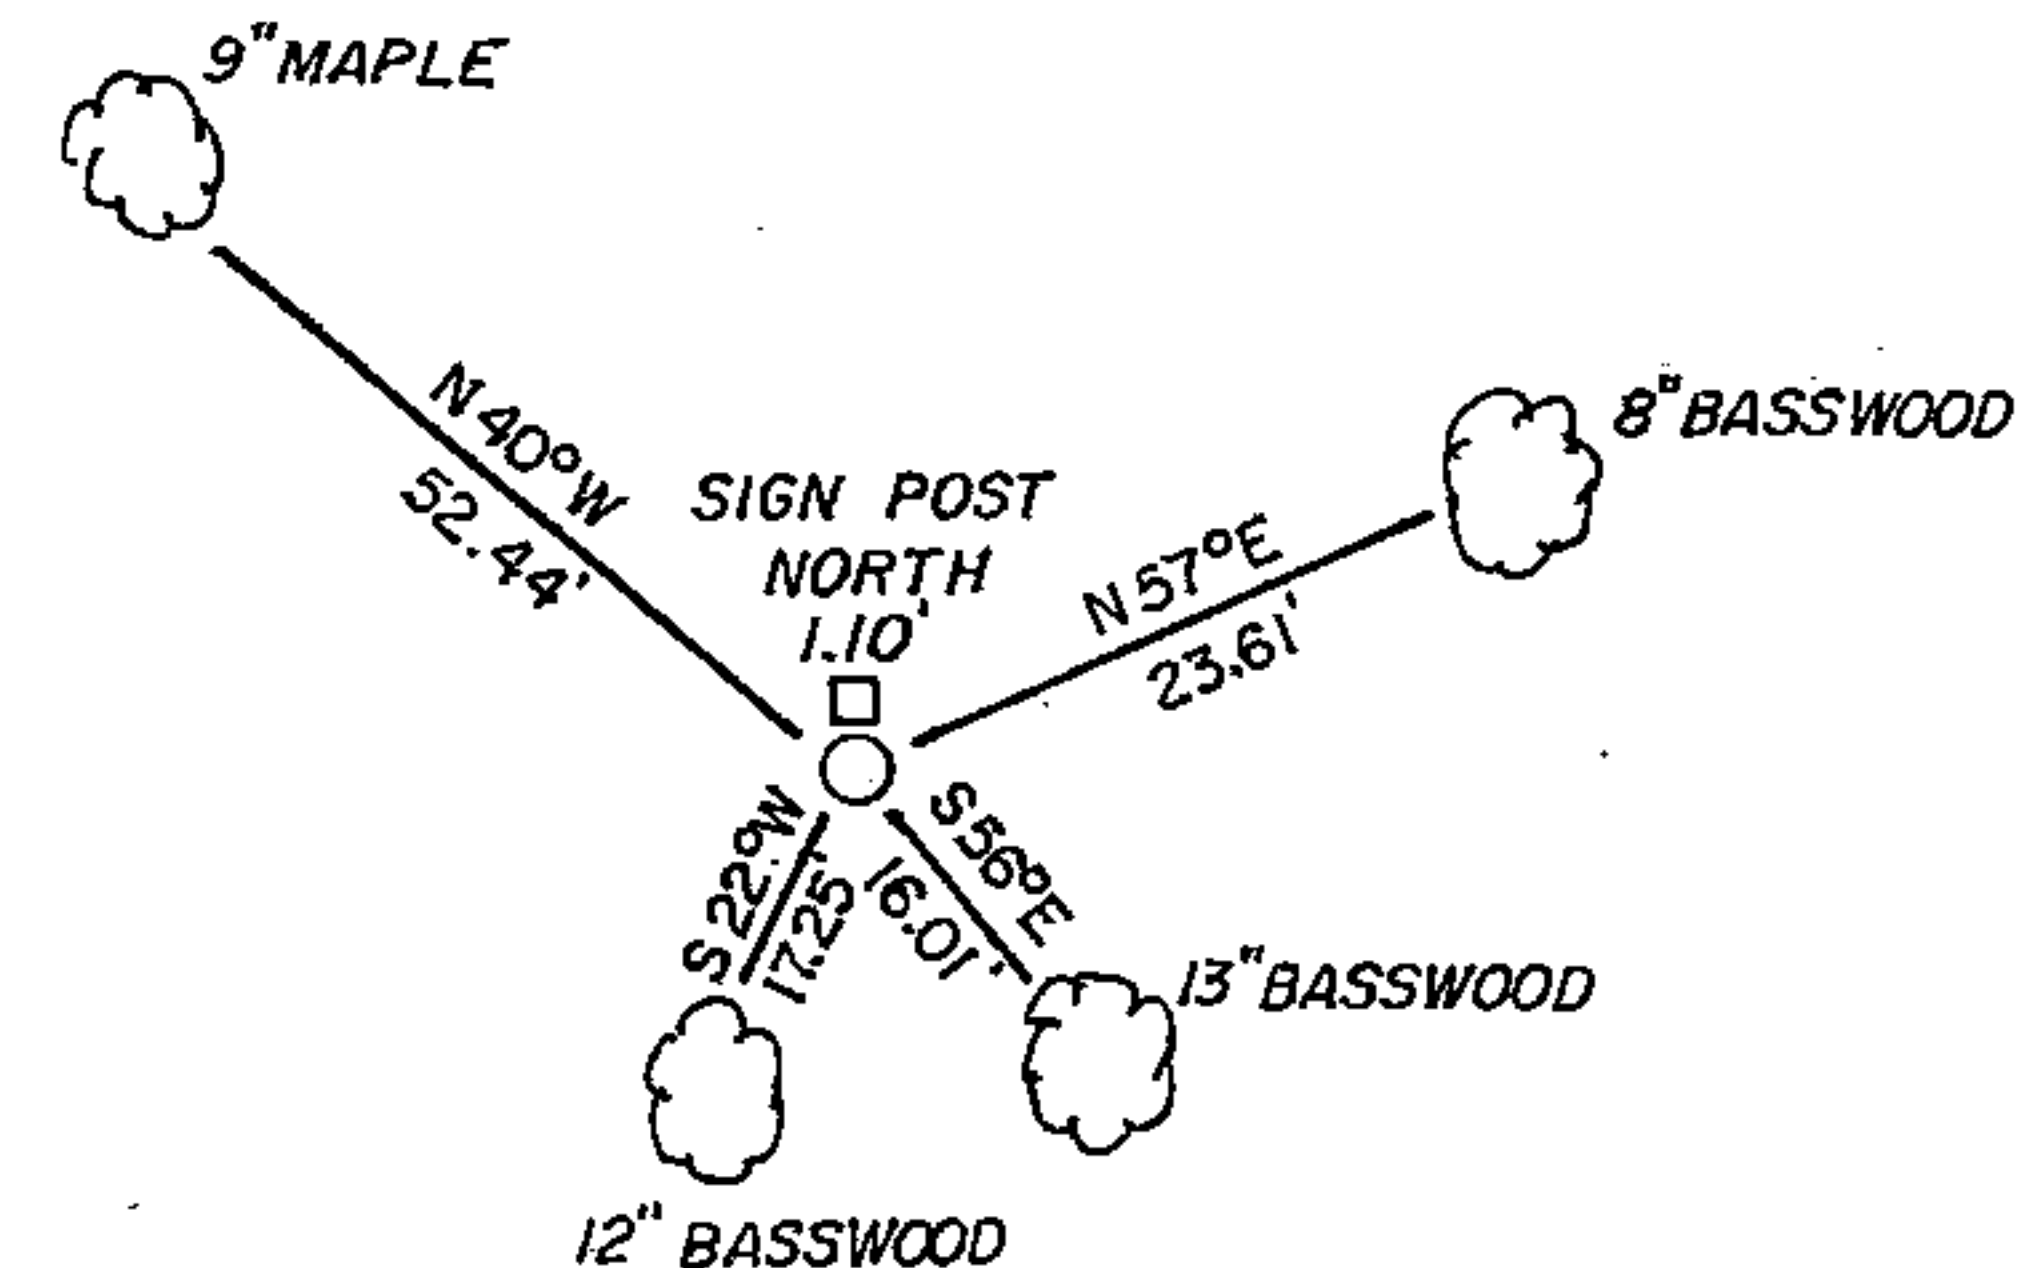 9" MAPLE
N 40° W
52.44'
SIGN POST
NORTH
1.10'
8" BASSWOOD
N 57° E
23.61'
S 22° W
17.25'
S 56° E
16.01'
13" BASSWOOD
12" BASSWOOD